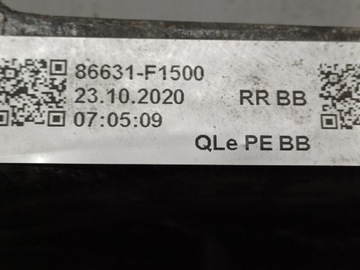 86631-F1500
23.10.2020 RR BB
07:05:09
QLe PE BB